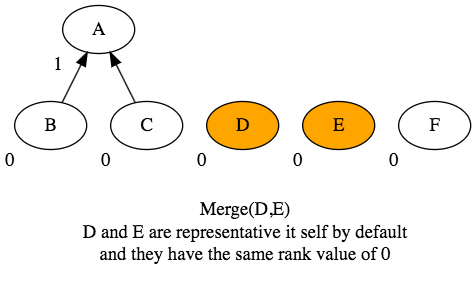 A
1
B
C
D
E
F
0
0
0
0
0
Merge(D,E)
D and E are representative it self by default
and they have the same rank value of 0